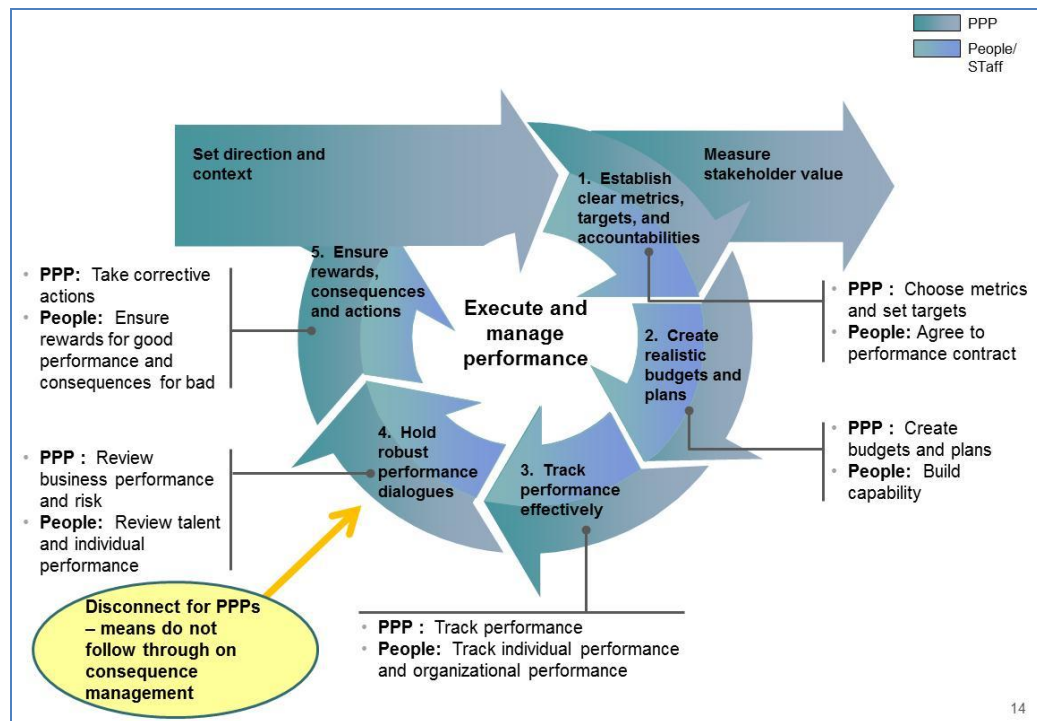 PPP
People/
STaff
Set direction and
context
Measure
stakeholder value
1. Establish
clear metrics,
targets, and
accountabilities
5. Ensure
rewards,
consequences
and actions
Execute and
manage
performance
2. Create
realistic
budgets and
plans
4. Hold
robust
performance
dialogues
3. Track
performance
effectively
• PPP: Take corrective
actions
• People: Ensure
rewards for good
performance and
consequences for bad
• PPP : Choose metrics
and set targets
• People: Agree to
performance contract
• PPP : Create
budgets and plans
• People: Build
capability
• PPP : Review
business performance
and risk
• People: Review talent
and individual
performance
Disconnect for PPPs
– means do not
follow through on
consequence
management
• PPP : Track performance
• People: Track individual performance
and organizational performance
14